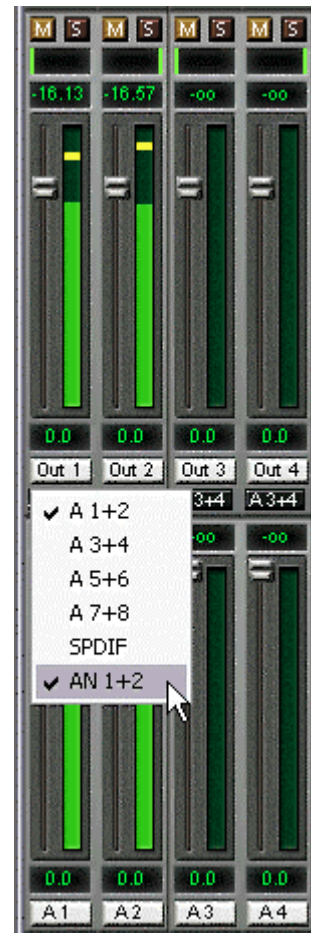 M S M S M S M S
-16.13 -16.57 -oo -oo
0.0 0.0 0.0 0.0
Out 1 Out 2 Out 3 Out 4
3+4 A 3+4
✔ A 1+2
A 3+4
A 5+6
A 7+8
SPDIF
✔ AN 1+2
-oo -oo
0.0 0.0 0.0 0.0
A 1 A 2 A 3 A 4